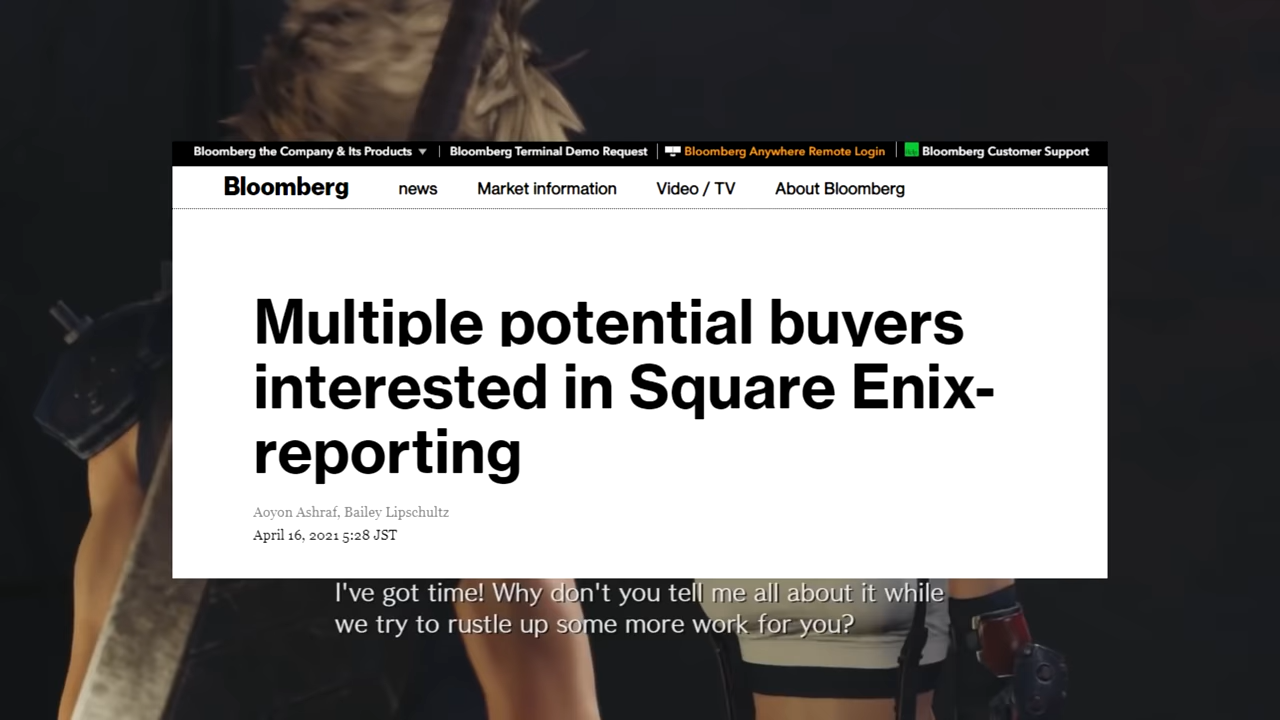 Bloomberg the Company & Its Products Bloomberg Terminal Demo Request Bloomberg Anywhere Remote Login Bloomberg Customer Support
Bloomberg news Market information Video / TV About Bloomberg
Multiple potential buyers
interested in Square Enix-
reporting
Aoyon Ashraf, Bailey Lipschultz
April 16, 2021 5:28 JST
I've got time! Why don't you tell me all about it while
we try to rustle up some more work for you?